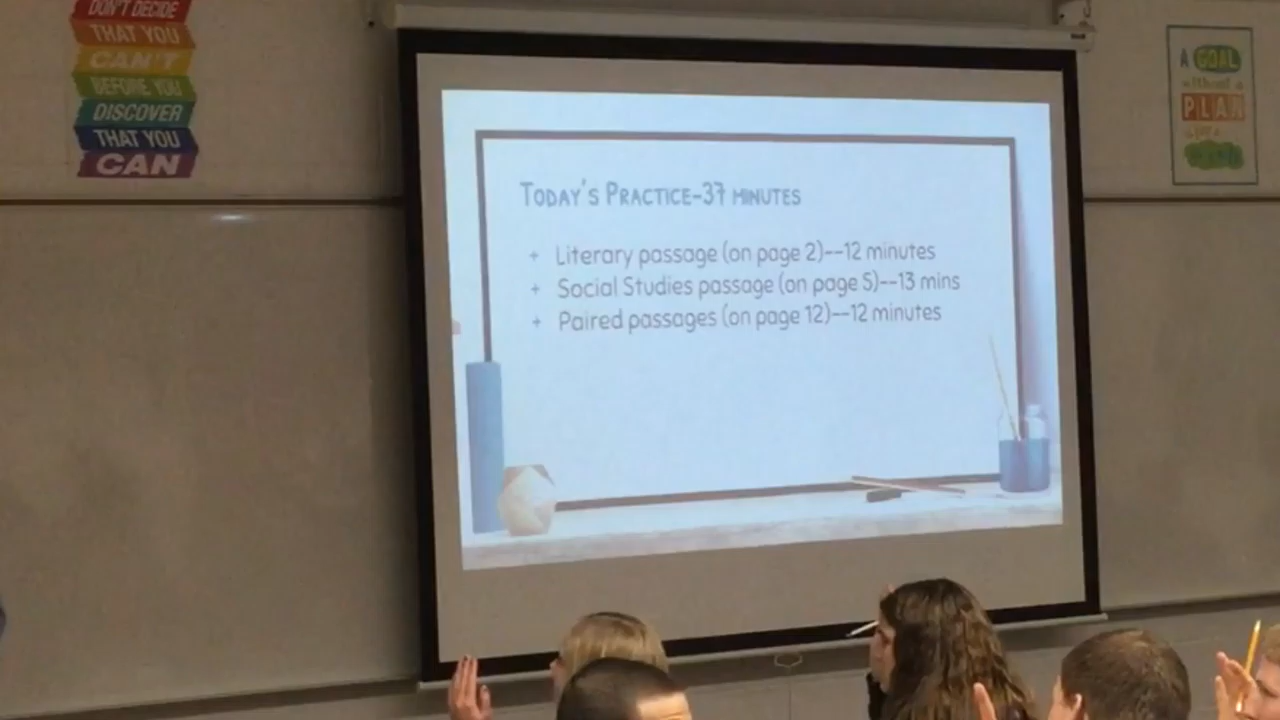 DON'T DECIDE
THAT YOU
CAN'T
BEFORE YOU
DISCOVER
THAT YOU
CAN
TODAY'S PRACTICE-37 MINUTES
+ Literary passage (on page 2)--12 minutes
+ Social Studies passage (on page 5)--13 mins
+ Paired passages (on page 12)--12 minutes
A GOAL
without a
PLAN